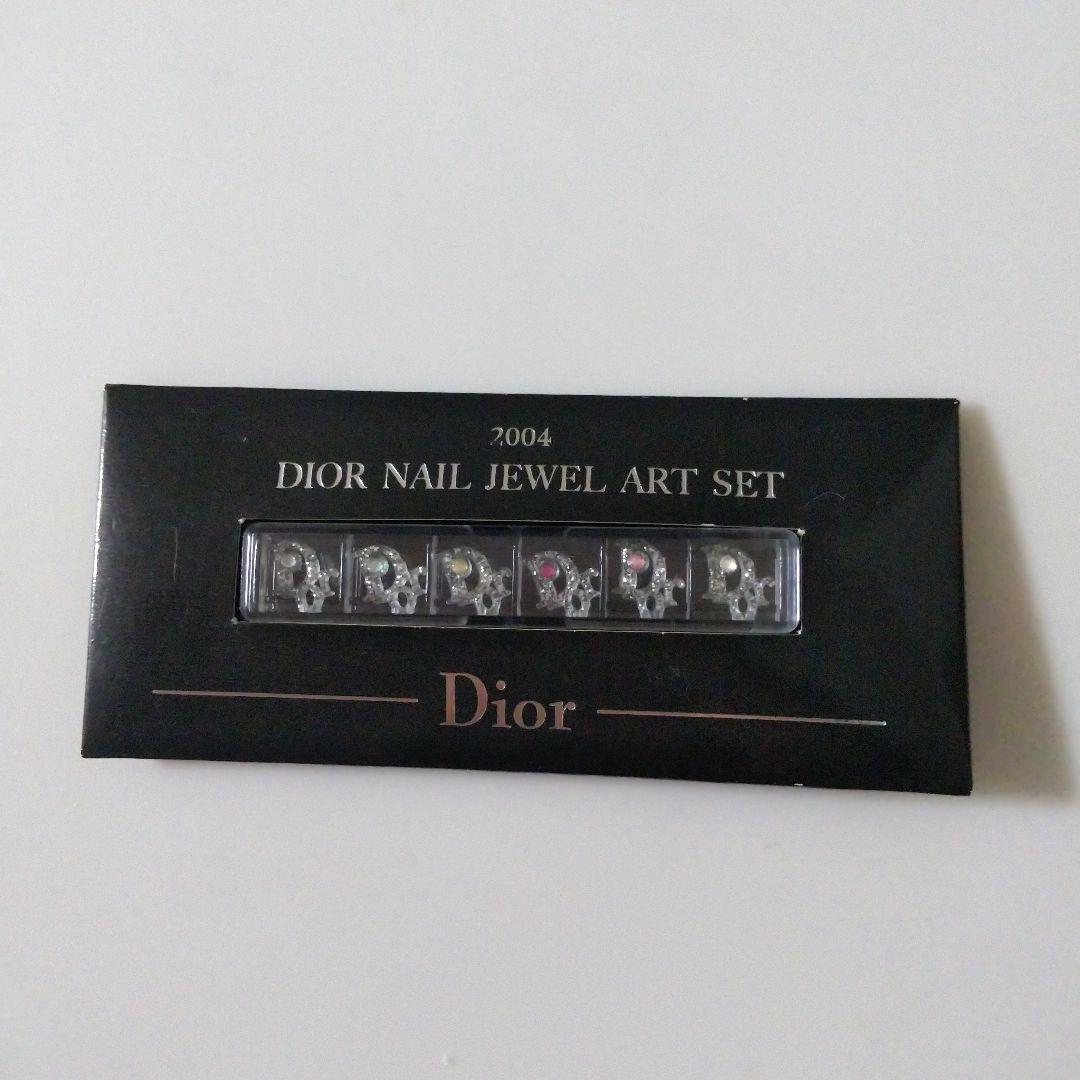 2004
DIOR NAIL JEWEL ART SET
Dior